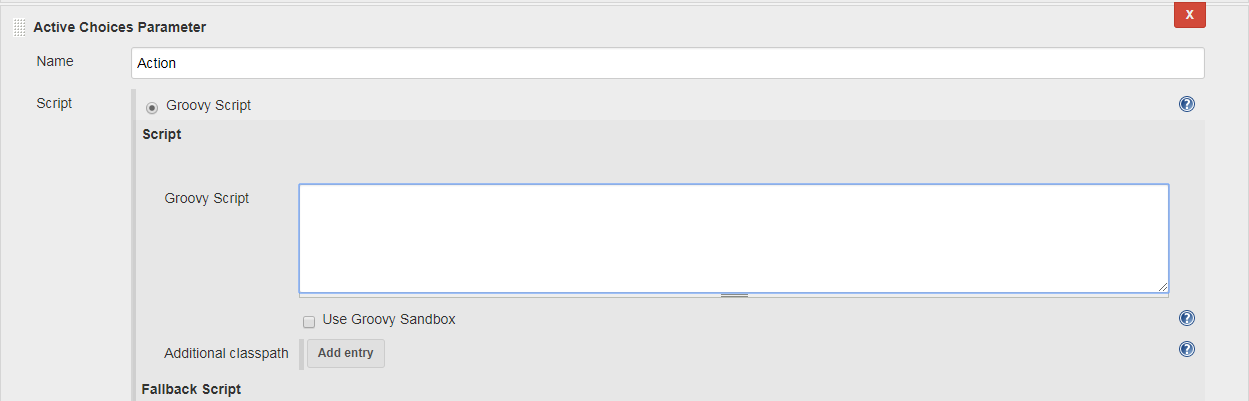 Active Choices Parameter
X
Name
Action
Script
Groovy Script
?
Script
Groovy Script
Use Groovy Sandbox
?
Additional classpath
Add entry
?
Fallback Script